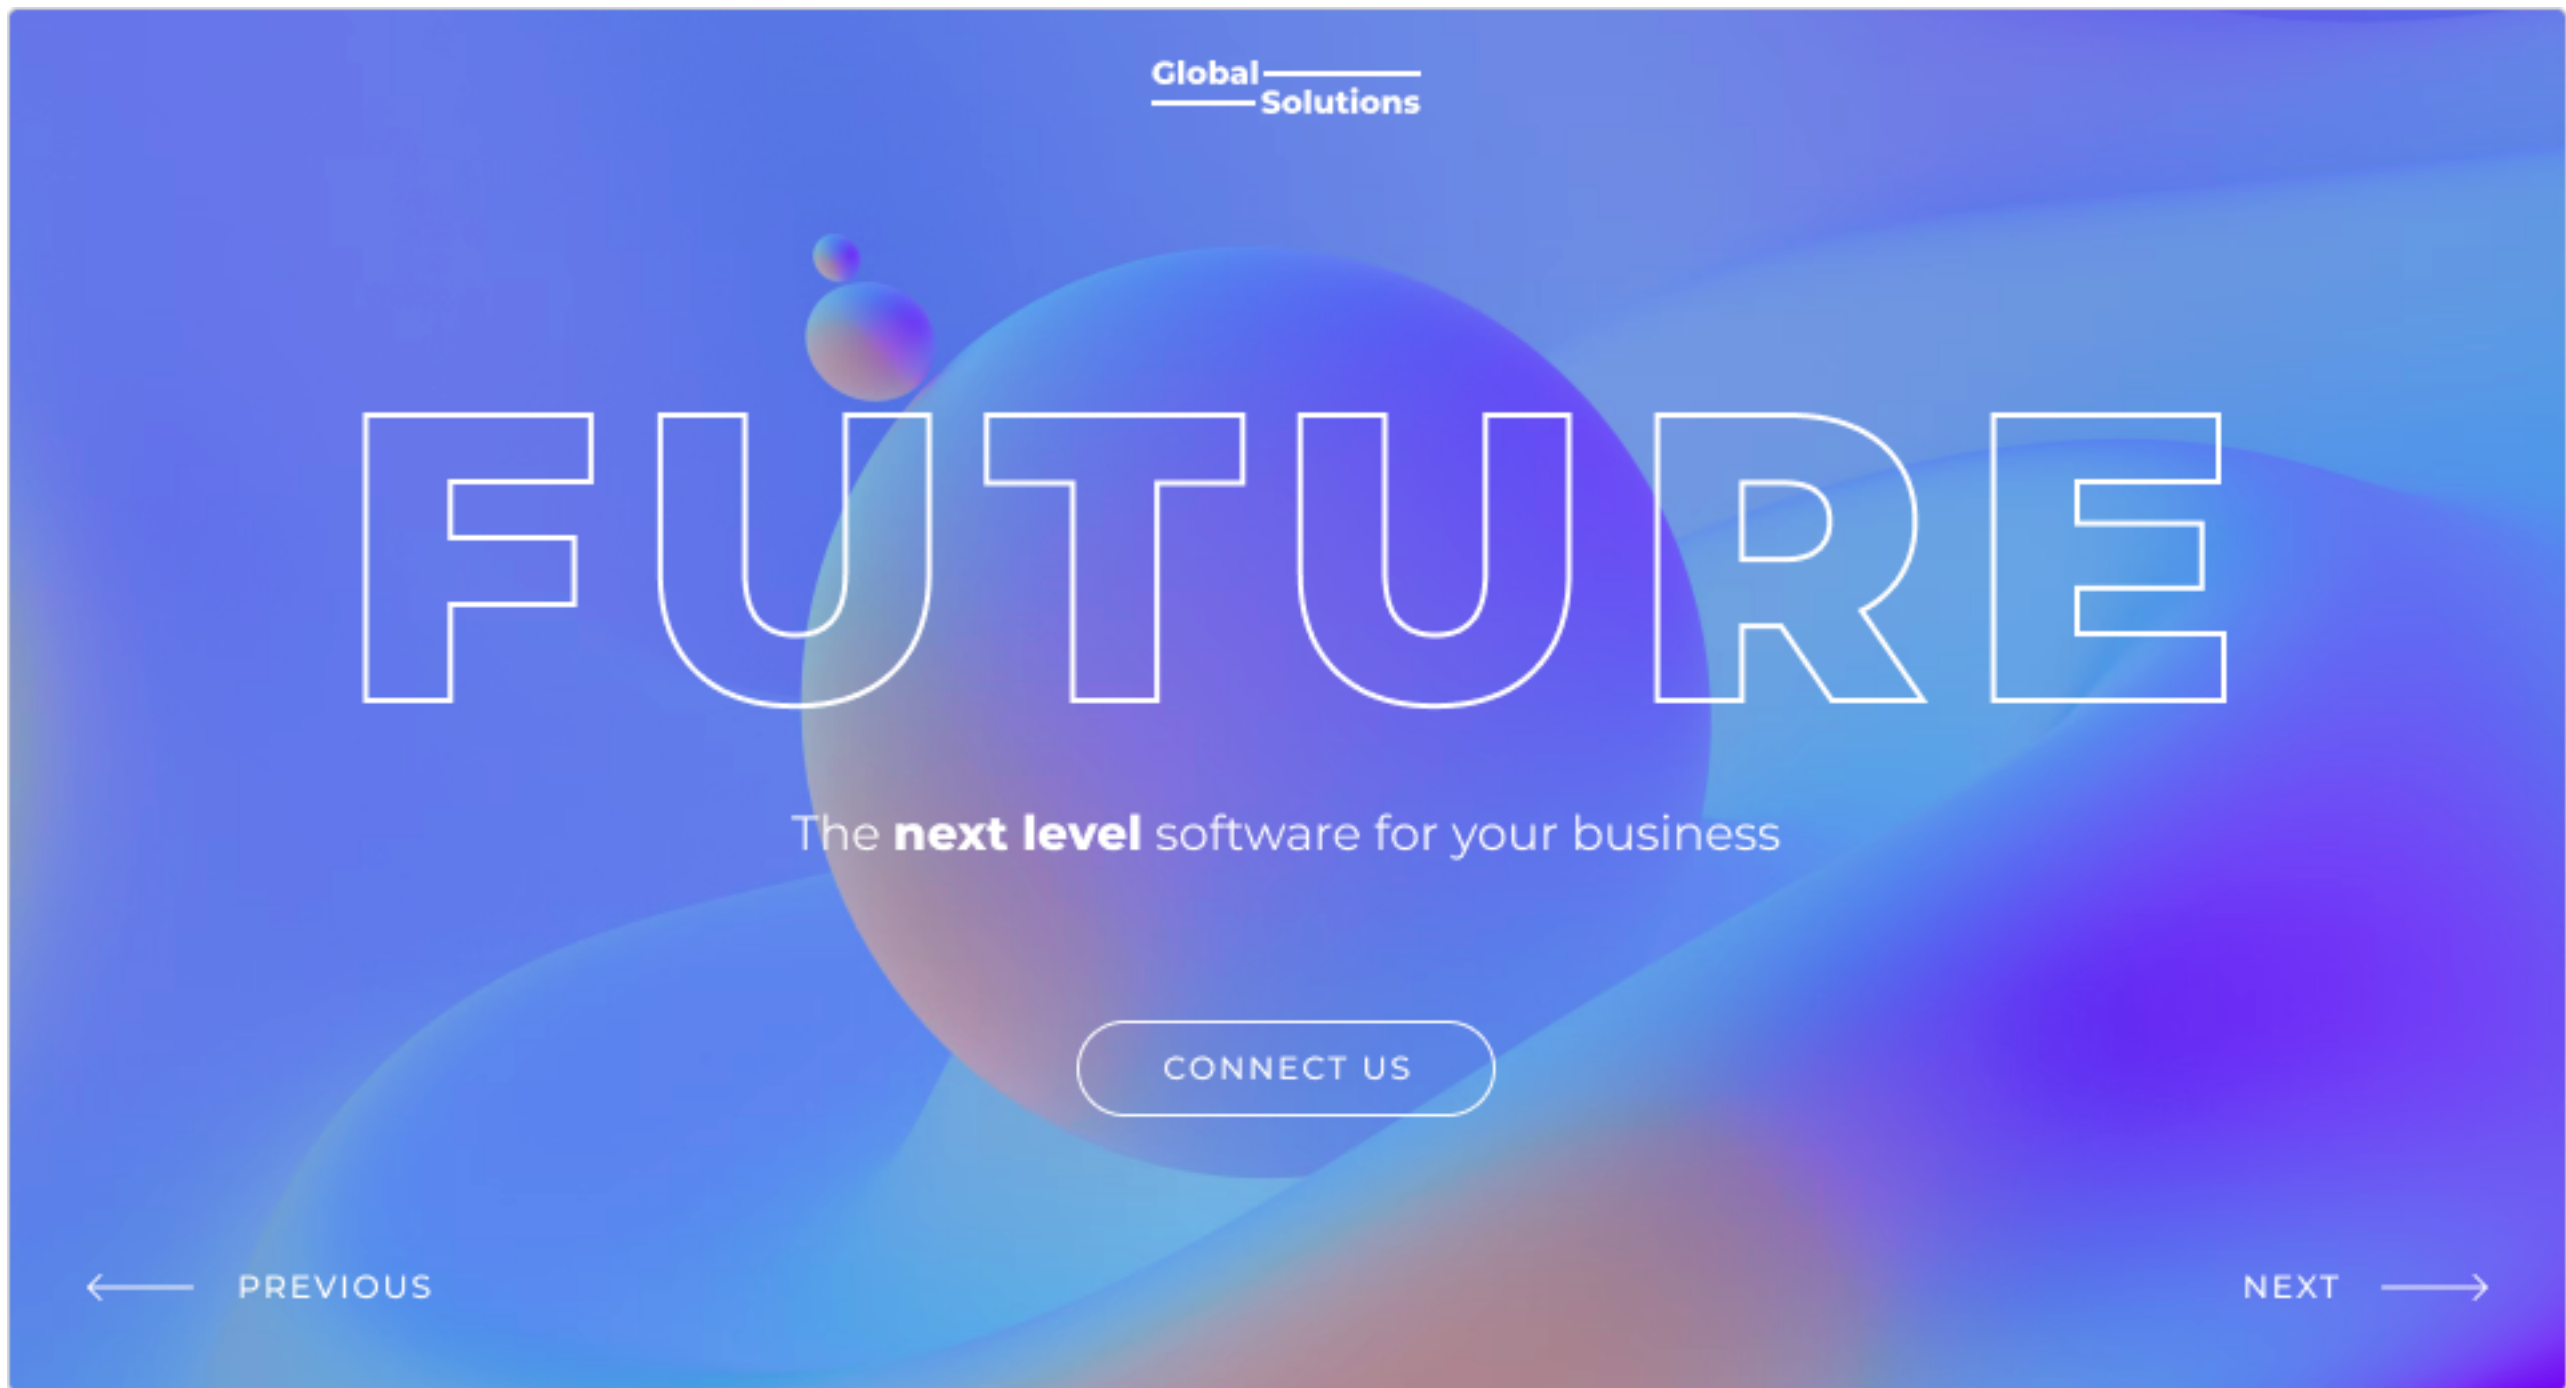 Global
Solutions
FUTURE
The next level software for your business
CONNECT US
PREVIOUS
NEXT